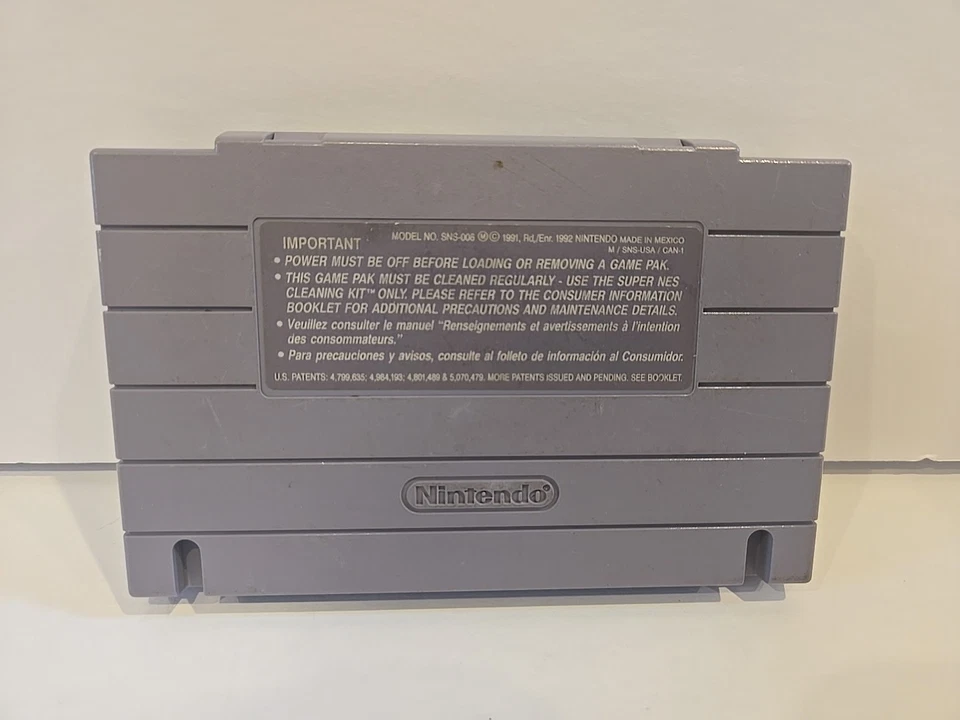 IMPORTANT
MODEL NO. SNS-006 Ⓜ© 1991, Rd./Enr. 1992 NINTENDO MADE IN MEXICO
M / SNS-USA / CAN-1
• POWER MUST BE OFF BEFORE LOADING OR REMOVING A GAME PAK.
• THIS GAME PAK MUST BE CLEANED REGULARLY - USE THE SUPER NES
CLEANING KIT™ ONLY. PLEASE REFER TO THE CONSUMER INFORMATION
BOOKLET FOR ADDITIONAL PRECAUTIONS AND MAINTENANCE DETAILS.
• Veuillez consulter le manuel "Renseignements et avertissements à l'intention
des consommateurs."
• Para precauciones y avisos, consulte al folleto de información al Consumidor.
U.S. PATENTS: 4,799,635; 4,984,193; 4,801,489 & 5,070,479. MORE PATENTS ISSUED AND PENDING. SEE BOOKLET.
Nintendo®